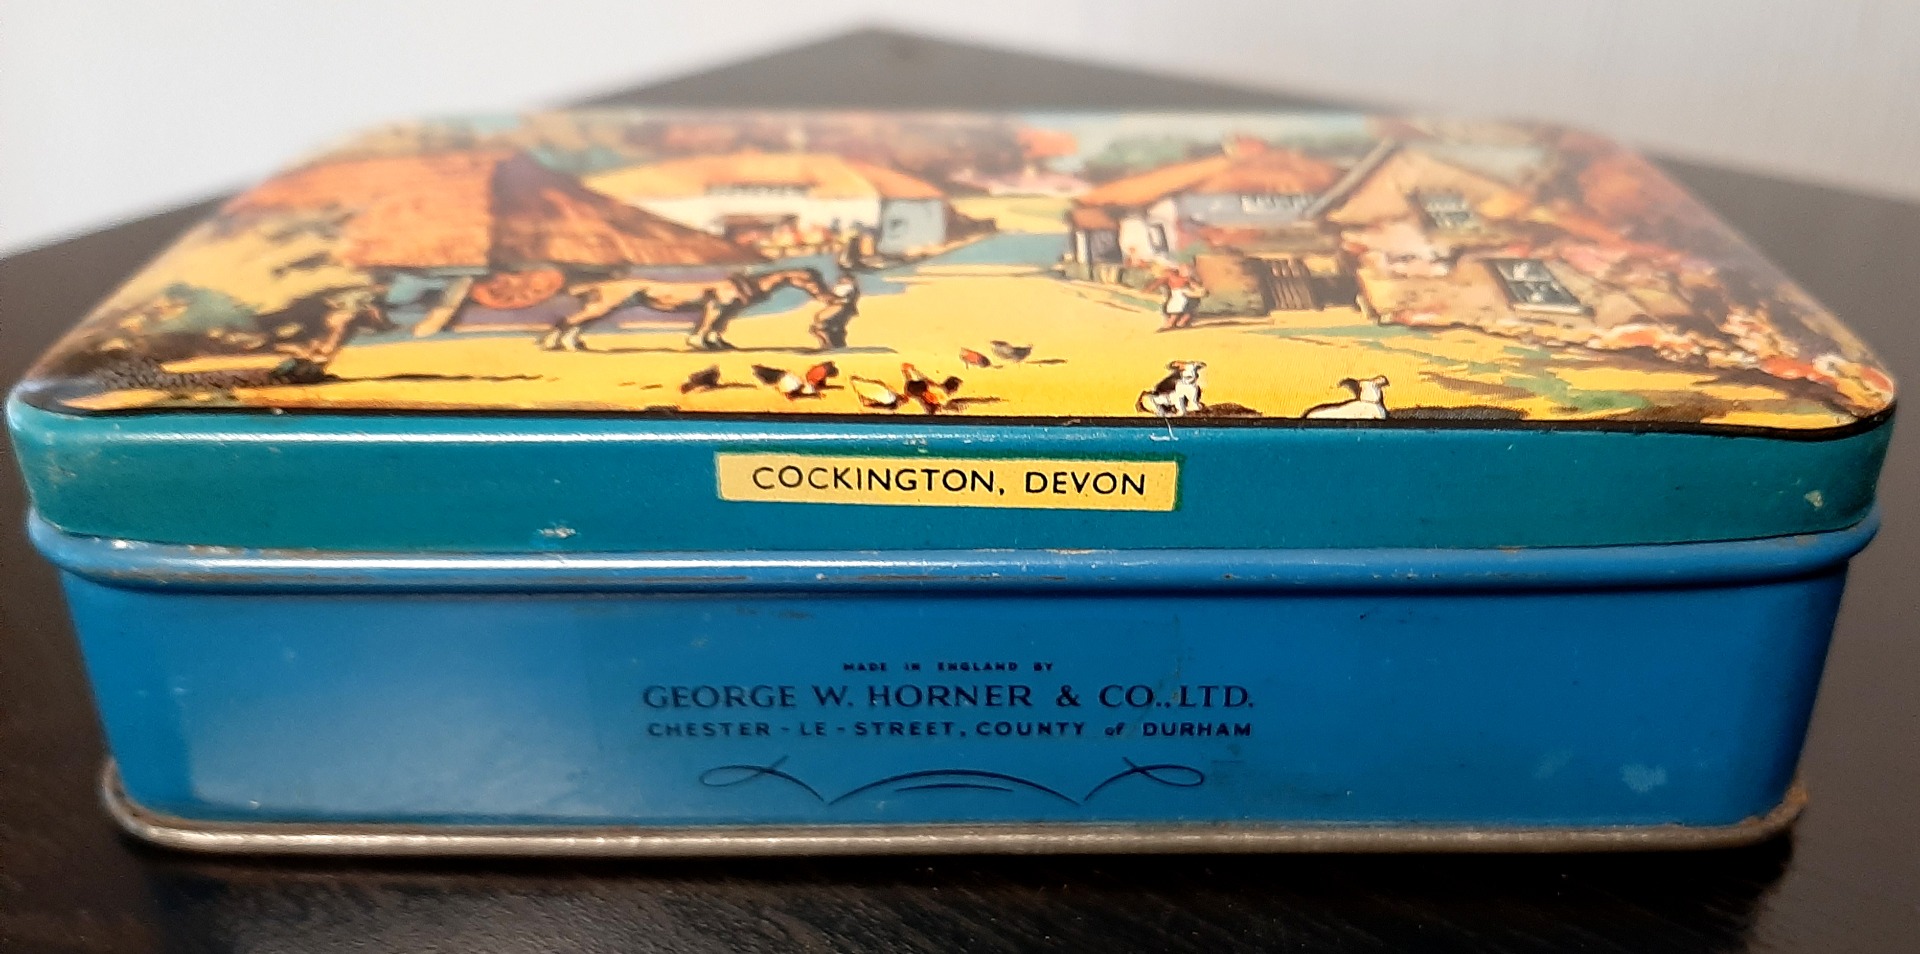 COCKINGTON, DEVON
MADE IN ENGLAND BY
GEORGE W. HORNER & CO., LTD.
CHESTER-LE-STREET, COUNTY of DURHAM